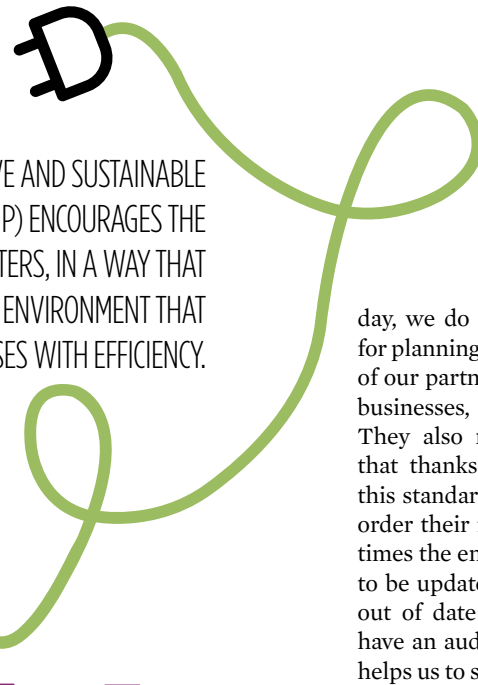 VE AND SUSTAINABLE
P) ENCOURAGES THE
TERS, IN A WAY THAT
ENVIRONMENT THAT
SES WITH EFFICIENCY.
day, we do
for planning
of our partn
businesses,
They also
that thanks
this standar
order their
times the en
to be update
out of date
have an aud
helps us to s